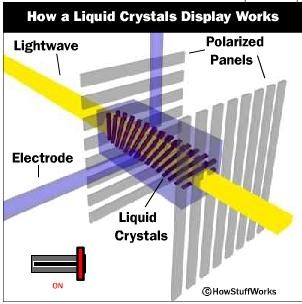 How a Liquid Crystals Display Works
Lightwave
Polarized
Panels
Electrode
Liquid
Crystals
ON
©HowStuffWorks